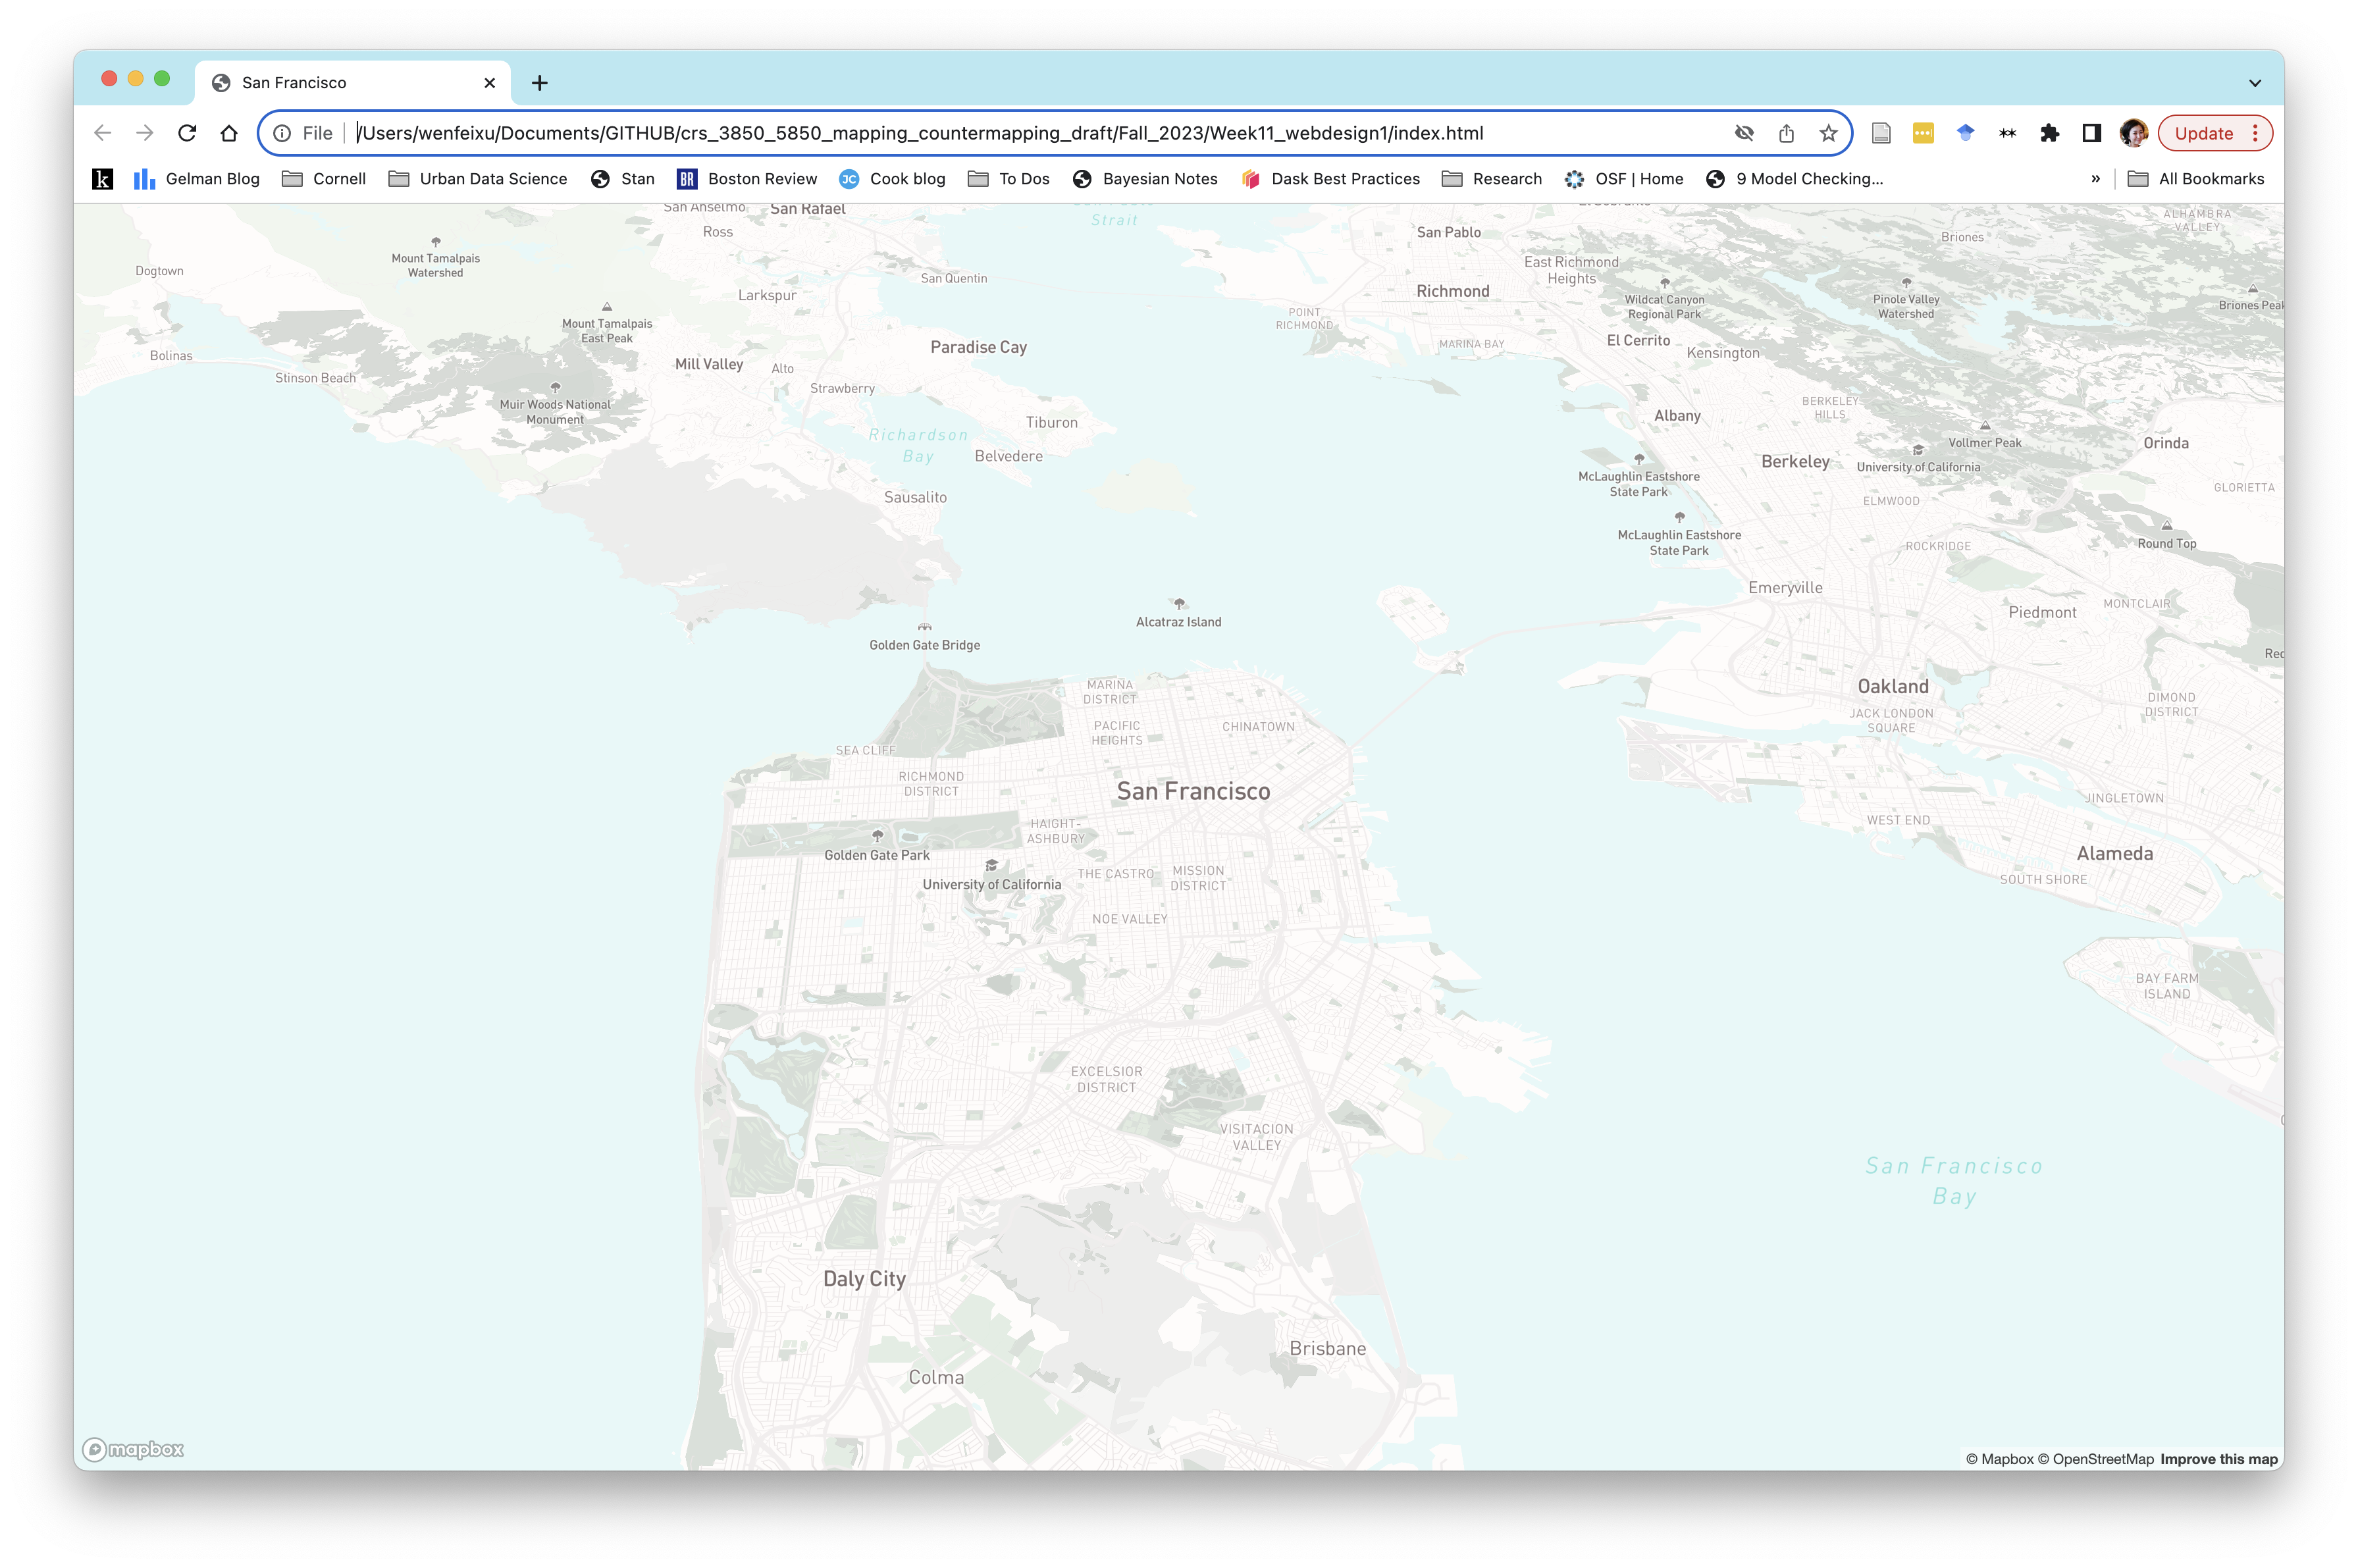 San Francisco
File
/Users/wenfeixu/Documents/GITHUB/crs_3850_5850_mapping_countermapping_draft/Fall_2023/Week11_webdesign1/index.html
Update
k
Gelman Blog
Cornell
Urban Data Science
Stan
BR
Boston Review
JC
Cook blog
To Dos
Bayesian Notes
Dask Best Practices
Research
OSF | Home
9 Model Checking...
»
All Bookmarks
San Anselmo
San Rafael
Strait
ALHAMBRA
VALLEY
Ross
San Pablo
Briones
Mount Tamalpais
Watershed
Dogtown
San Quentin
East Richmond
Heights
Larkspur
Richmond
Wildcat Canyon
Regional Park
Pinole Valley
Watershed
Briones Peak
Mount Tamalpais
East Peak
POINT
RICHMOND
Bolinas
Paradise Cay
MARINA BAY
El Cerrito
Kensington
Mill Valley
Alto
Stinson Beach
Strawberry
Muir Woods National
Monument
BERKELEY
HILLS
Tiburon
Albany
Richardson
Bay
Belvedere
Vollmer Peak
Orinda
Berkeley
University of California
McLaughlin Eastshore
State Park
GLORIETTA
Sausalito
ELMWOOD
McLaughlin Eastshore
State Park
ROCKRIDGE
Round Top
Emeryville
Piedmont
MONTCLAIR
Alcatraz Island
Golden Gate Bridge
MARINA
DISTRICT
Oakland
DIMOND
DISTRICT
PACIFIC
HEIGHTS
CHINATOWN
JACK LONDON
SQUARE
SEA CLIFF
RICHMOND
DISTRICT
San Francisco
JINGLETOWN
HAIGHT-
ASHBURY
WEST END
Golden Gate Park
Alameda
University of California
THE CASTRO
MISSION
DISTRICT
SOUTH SHORE
NOE VALLEY
BAY FARM
ISLAND
EXCELSIOR
DISTRICT
VISITACION
VALLEY
San Francisco
Bay
Daly City
Brisbane
Colma
mapbox
© Mapbox © OpenStreetMap Improve this map